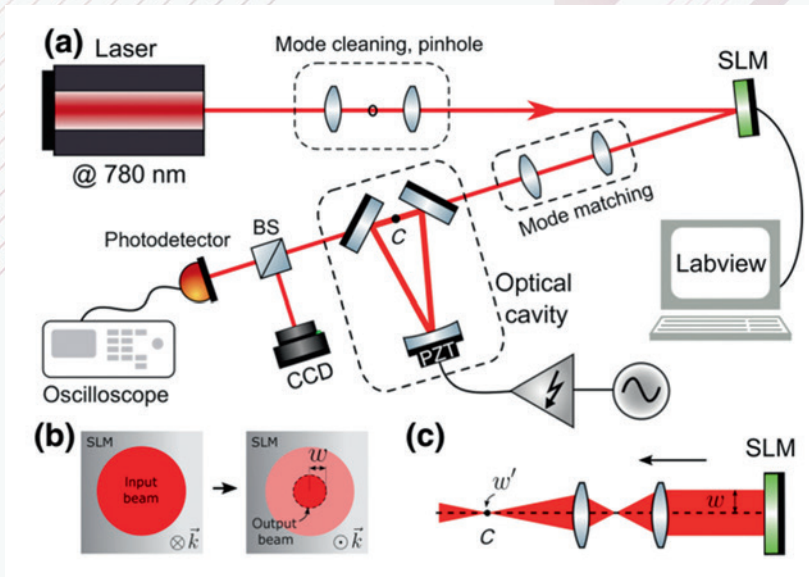 (a)
Laser
Mode cleaning, pinhole
SLM
@ 780 nm
Mode matching
BS
C
Photodetector
Labview
Optical
cavity
PZT
CCD
Oscilloscope
(b)
SLM
Input
beam
⊗ k⃗
SLM
w
Output
beam
⊙ k⃗
(c)
SLM
w′
w
C